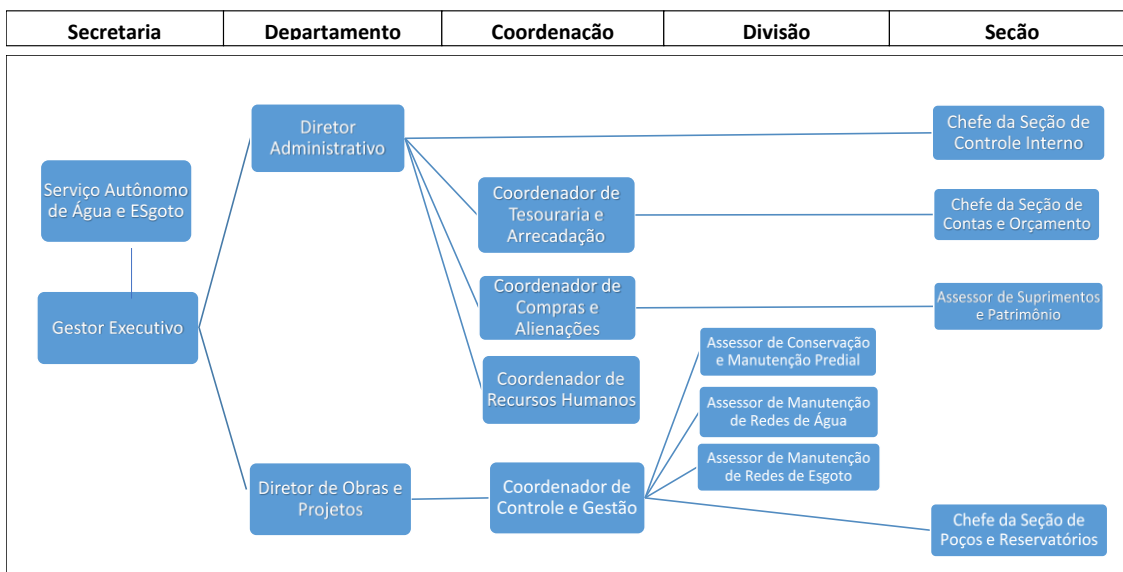 Secretaria
Departamento
Coordenação
Divisão
Seção
Serviço Autônomo
de Água e ESgoto
Gestor Executivo
Diretor
Administrativo
Diretor de Obras e
Projetos
Coordenador de
Tesouraria e
Arrecadação
Coordenador de
Compras e
Alienações
Coordenador de
Recursos Humanos
Coordenador de
Controle e Gestão
Assessor de Conservação
e Manutenção Predial
Assessor de Manutenção
de Redes de Água
Assessor de Manutenção
de Redes de Esgoto
Chefe da Seção de
Controle Interno
Chefe da Seção de
Contas e Orçamento
Assessor de Suprimentos
e Patrimônio
Chefe da Seção de
Poços e Reservatórios